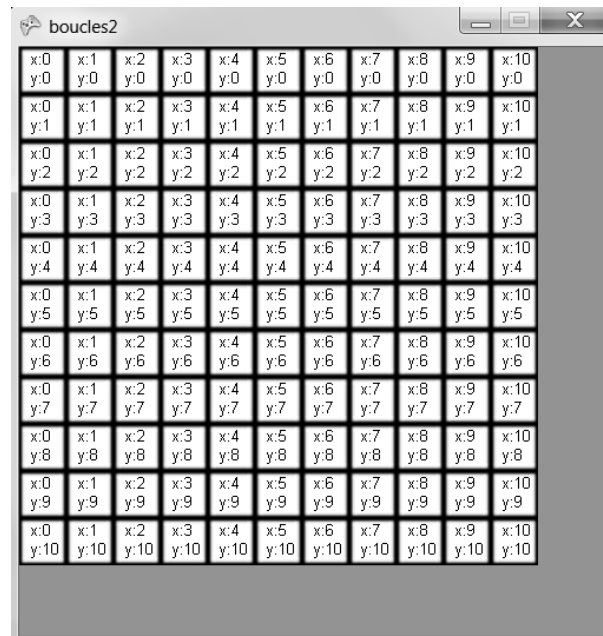 boucles2
x:0 x:1 x:2 x:3 x:4 x:5 x:6 x:7 x:8 x:9 x:10
y:0 y:0 y:0 y:0 y:0 y:0 y:0 y:0 y:0 y:0 y:0
x:0 x:1 x:2 x:3 x:4 x:5 x:6 x:7 x:8 x:9 x:10
y:1 y:1 y:1 y:1 y:1 y:1 y:1 y:1 y:1 y:1 y:1
x:0 x:1 x:2 x:3 x:4 x:5 x:6 x:7 x:8 x:9 x:10
y:2 y:2 y:2 y:2 y:2 y:2 y:2 y:2 y:2 y:2 y:2
x:0 x:1 x:2 x:3 x:4 x:5 x:6 x:7 x:8 x:9 x:10
y:3 y:3 y:3 y:3 y:3 y:3 y:3 y:3 y:3 y:3 y:3
x:0 x:1 x:2 x:3 x:4 x:5 x:6 x:7 x:8 x:9 x:10
y:4 y:4 y:4 y:4 y:4 y:4 y:4 y:4 y:4 y:4 y:4
x:0 x:1 x:2 x:3 x:4 x:5 x:6 x:7 x:8 x:9 x:10
y:5 y:5 y:5 y:5 y:5 y:5 y:5 y:5 y:5 y:5 y:5
x:0 x:1 x:2 x:3 x:4 x:5 x:6 x:7 x:8 x:9 x:10
y:6 y:6 y:6 y:6 y:6 y:6 y:6 y:6 y:6 y:6 y:6
x:0 x:1 x:2 x:3 x:4 x:5 x:6 x:7 x:8 x:9 x:10
y:7 y:7 y:7 y:7 y:7 y:7 y:7 y:7 y:7 y:7 y:7
x:0 x:1 x:2 x:3 x:4 x:5 x:6 x:7 x:8 x:9 x:10
y:8 y:8 y:8 y:8 y:8 y:8 y:8 y:8 y:8 y:8 y:8
x:0 x:1 x:2 x:3 x:4 x:5 x:6 x:7 x:8 x:9 x:10
y:9 y:9 y:9 y:9 y:9 y:9 y:9 y:9 y:9 y:9 y:9
x:0 x:1 x:2 x:3 x:4 x:5 x:6 x:7 x:8 x:9 x:10
y:10 y:10 y:10 y:10 y:10 y:10 y:10 y:10 y:10 y:10 y:10